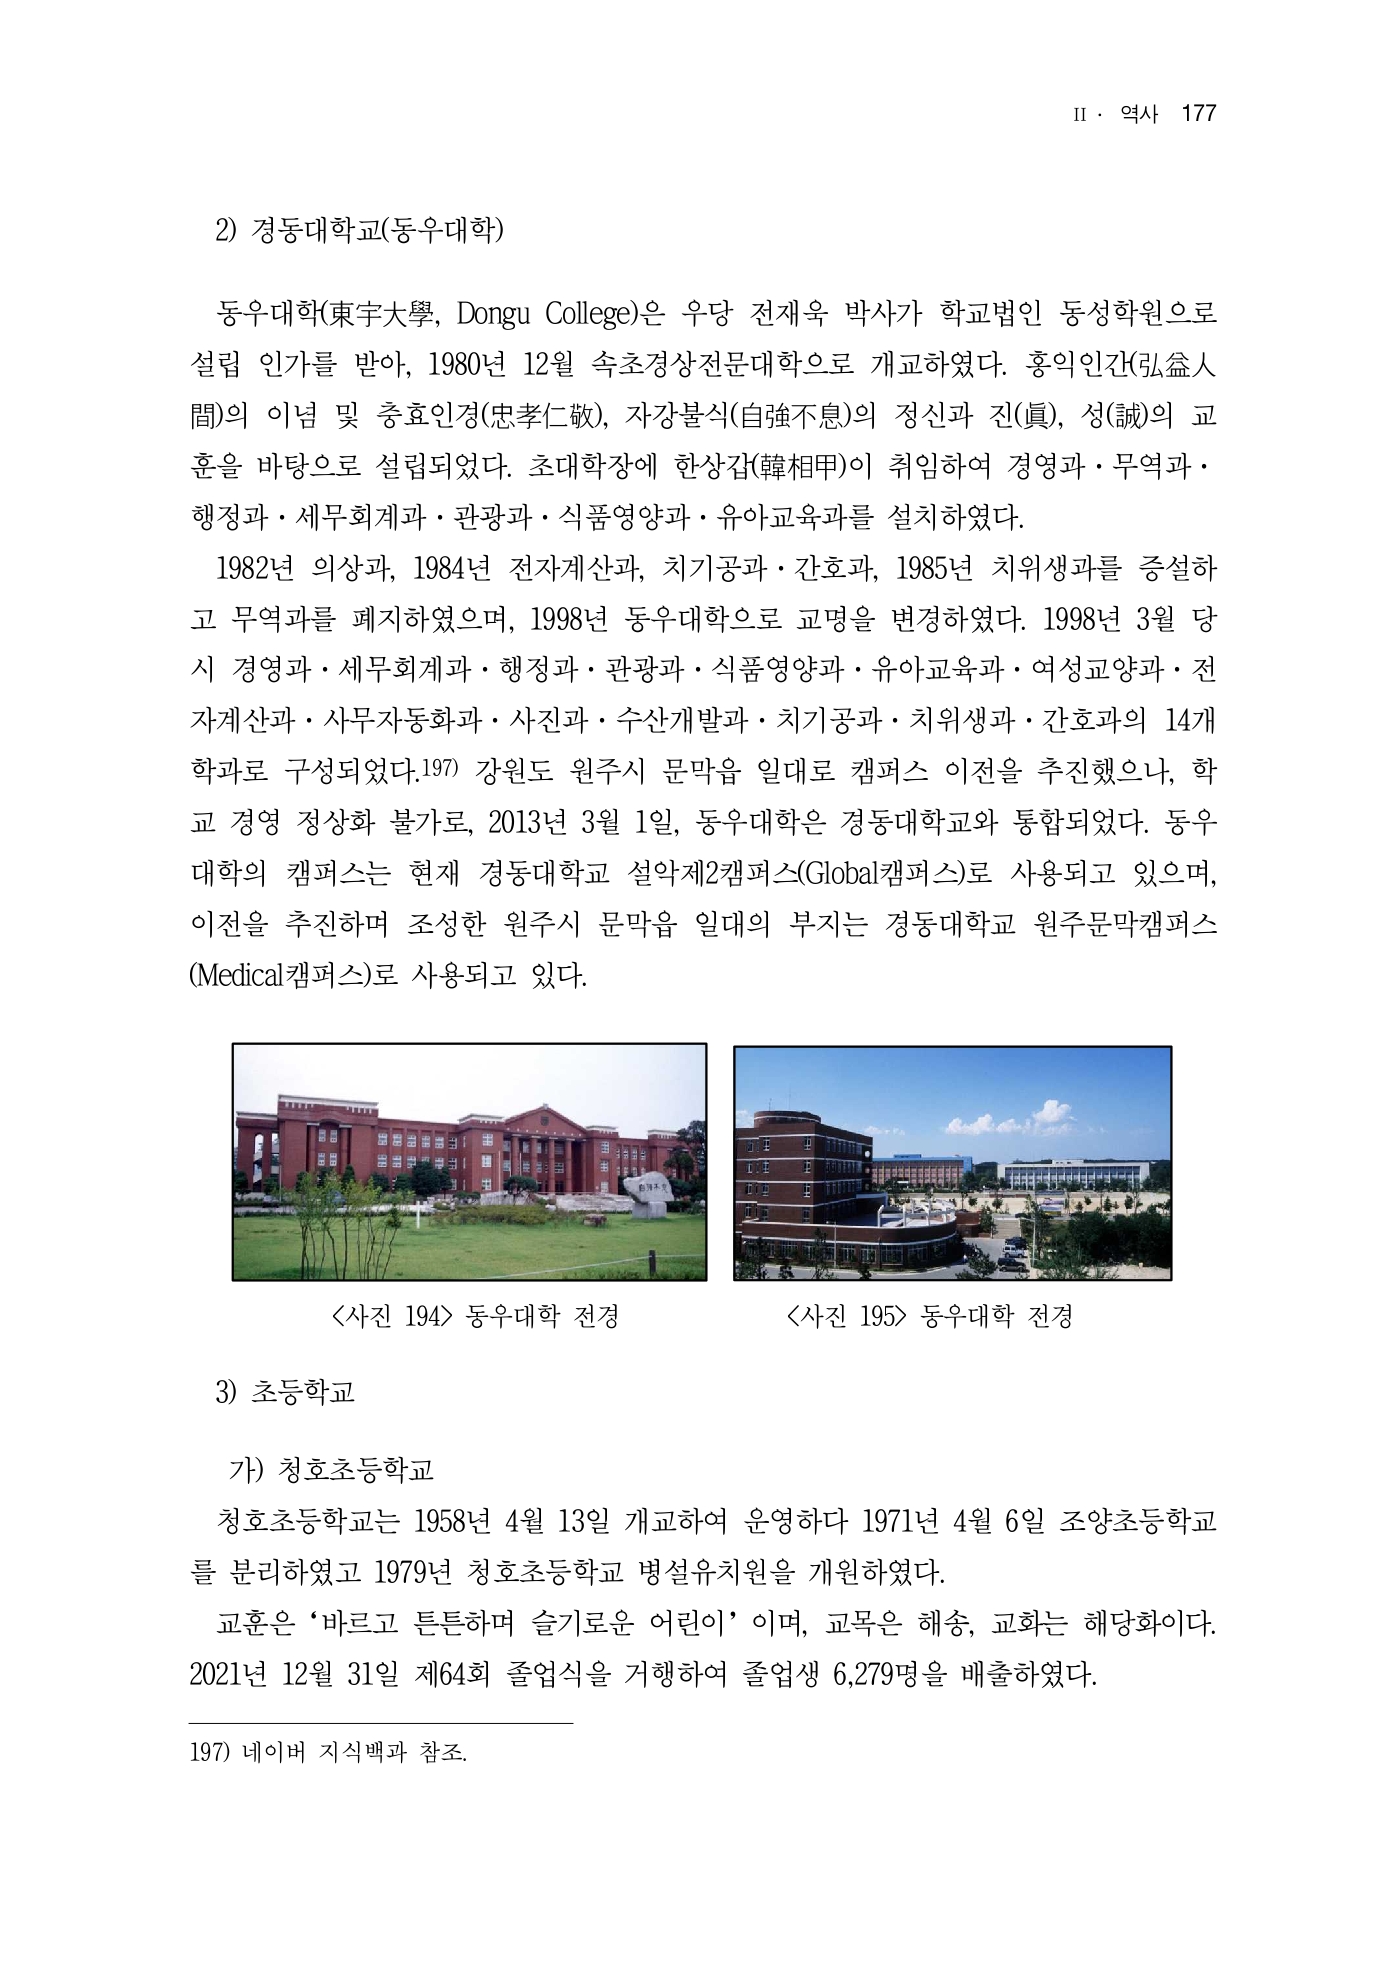 II · 역사 177
2) 경동대학교(동우대학)
동우대학(東宇大學, Dongu College)은 우당 전재욱 박사가 학교법인 동성학원으로
설립 인가를 받아, 1980년 12월 속초경상전문대학으로 개교하였다. 홍익인간(弘益人
間)의 이념 및 충효인경(忠孝仁敬), 자강불식(自強不息)의 정신과 진(眞), 성(誠)의 교
훈을 바탕으로 설립되었다. 초대학장에 한상갑(韓相甲)이 취임하여 경영과·무역과·
행정과·세무회계과·관광과·식품영양과·유아교육과를 설치하였다.
1982년 의상과, 1984년 전자계산과, 치기공과·간호과, 1985년 치위생과를 증설하
고 무역과를 폐지하였으며, 1998년 동우대학으로 교명을 변경하였다. 1998년 3월 당
시 경영과·세무회계과·행정과·관광과·식품영양과·유아교육과·여성교양과·전
자계산과·사무자동화과·사진과·수산개발과·치기공과·치위생과·간호과의 14개
학과로 구성되었다.197) 강원도 원주시 문막읍 일대로 캠퍼스 이전을 추진했으나, 학
교 경영 정상화 불가로, 2013년 3월 1일, 동우대학은 경동대학교와 통합되었다. 동우
대학의 캠퍼스는 현재 경동대학교 설악제2캠퍼스(Global캠퍼스)로 사용되고 있으며,
이전을 추진하며 조성한 원주시 문막읍 일대의 부지는 경동대학교 원주문막캠퍼스
(Medical캠퍼스)로 사용되고 있다.
<사진 194> 동우대학 전경
<사진 195> 동우대학 전경
3) 초등학교
가) 청호초등학교
청호초등학교는 1958년 4월 13일 개교하여 운영하다 1971년 4월 6일 조양초등학교
를 분리하였고 1979년 청호초등학교 병설유치원을 개원하였다.
교훈은 ‘바르고 튼튼하며 슬기로운 어린이’ 이며, 교목은 해송, 교화는 해당화이다.
2021년 12월 31일 제64회 졸업식을 거행하여 졸업생 6,279명을 배출하였다.
197) 네이버 지식백과 참조.